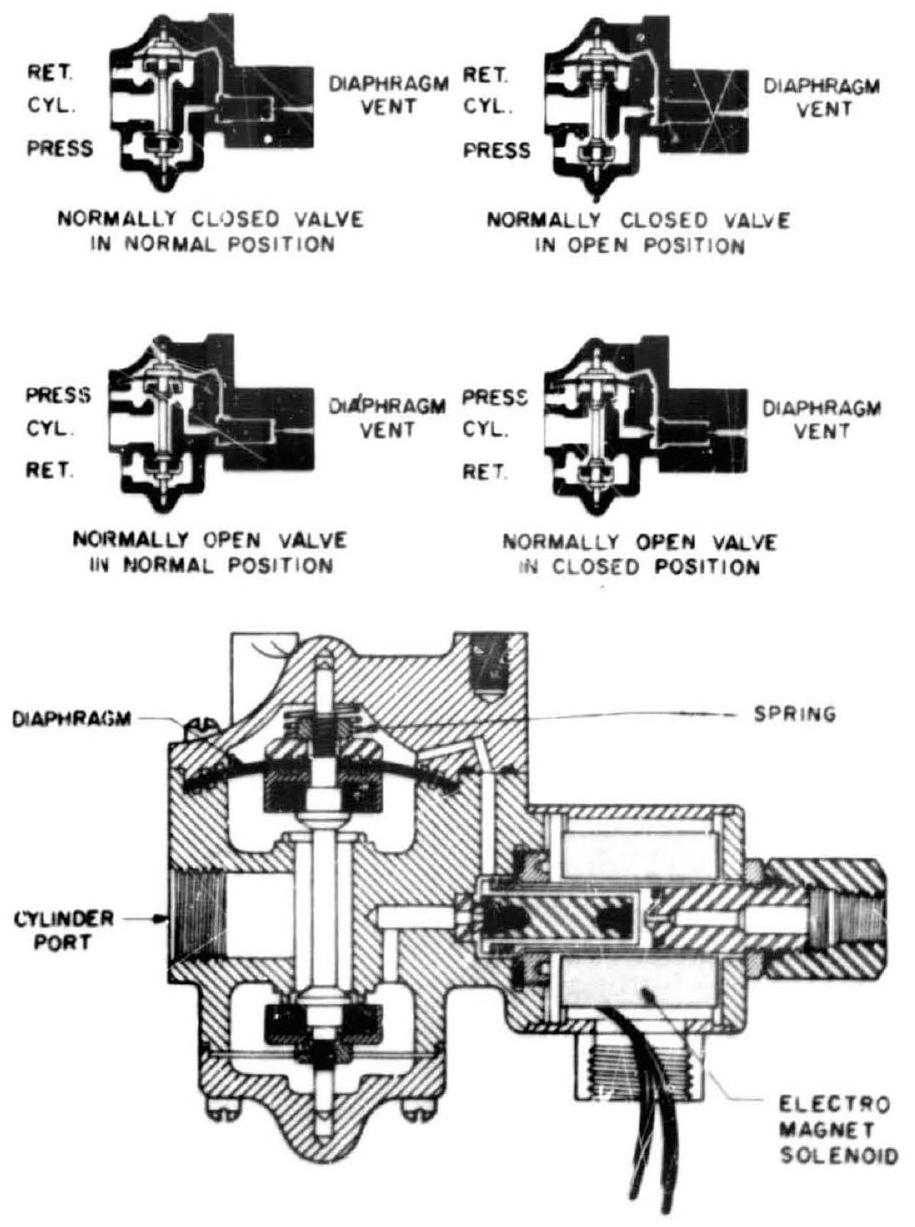 RET.
CYL.
PRESS
DIAPHRAGM
VENT
NORMALLY CLOSED VALVE
IN NORMAL POSITION
RET.
CYL.
PRESS
DIAPHRAGM
VENT
NORMALLY CLOSED VALVE
IN OPEN POSITION
PRESS
CYL.
RET.
DIAPHRAGM
VENT
NORMALLY OPEN VALVE
IN NORMAL POSITION
PRESS
CYL.
RET.
DIAPHRAGM
VENT
NORMALLY OPEN VALVE
IN CLOSED POSITION
DIAPHRAGM
SPRING
CYLINDER
PORT
ELECTRO
MAGNET
SOLENOID